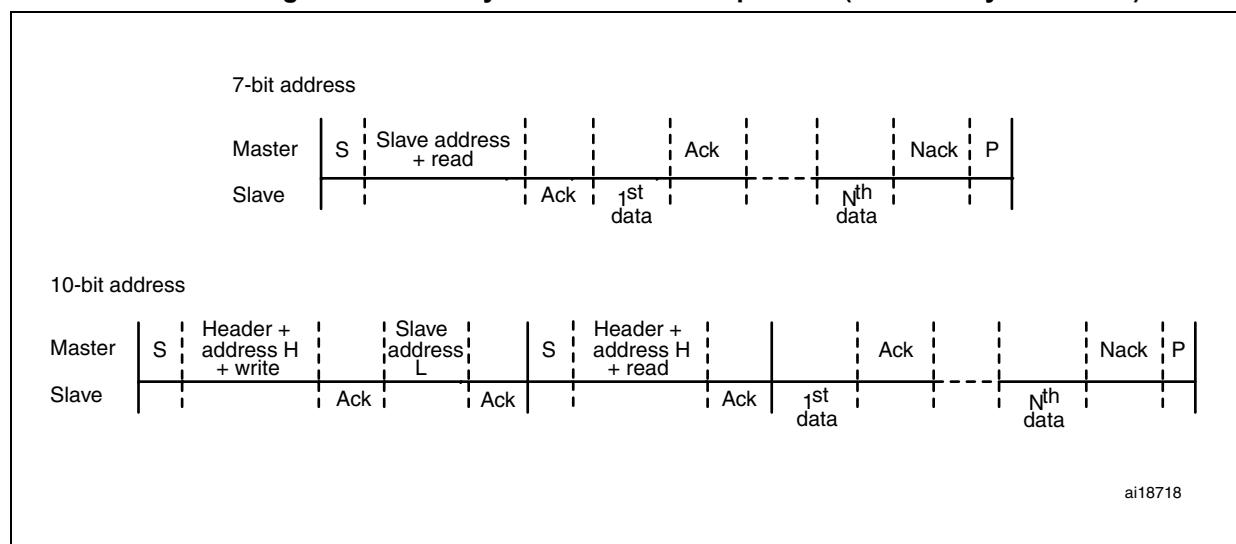 7-bit address
Master S Slave address + read Ack Nack P
Slave Ack 1st data Nth data
10-bit address
Master S Header + address H + write Slave address L S Header + address H + read Ack Nack P
Slave Ack Ack Ack 1st data Nth data
ai18718